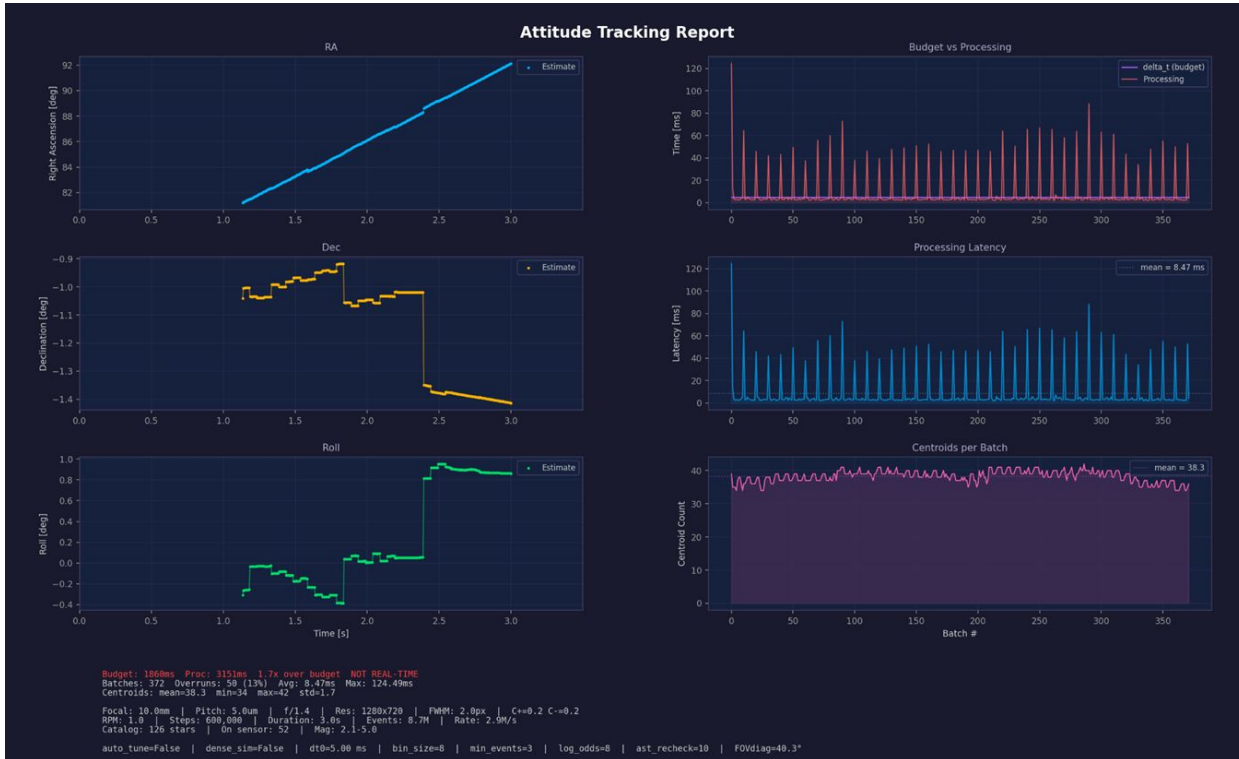 Attitude Tracking Report
RA
Right Ascension [deg]
92
90
88
86
84
82
0.0 0.5 1.0 1.5 2.0 2.5 3.0
Estimate
Budget vs Processing
Time [ms]
120
100
80
60
40
20
0
0 50 100 150 200 250 300 350
delta_t (budget)
Processing
Dec
Declination [deg]
−0.9
−1.0
−1.1
−1.2
−1.3
−1.4
0.0 0.5 1.0 1.5 2.0 2.5 3.0
Estimate
Processing Latency
Latency [ms]
120
100
80
60
40
20
0
0 50 100 150 200 250 300 350
mean = 8.47 ms
Roll
Roll [deg]
1.0
0.8
0.6
0.4
0.2
0.0
−0.2
−0.4
0.0 0.5 1.0 1.5 2.0 2.5 3.0
Time [s]
Estimate
Centroids per Batch
Centroid Count
40
30
20
10
0
0 50 100 150 200 250 300 350
Batch #
mean = 38.3
Budget: 1860ms Proc: 3151ms 1.7x over budget NOT REAL-TIME
Batches: 372 Overruns: 50 (13%) Avg: 8.47ms Max: 124.49ms
Centroids: mean=38.3 min=34 max=42 std=1.7
Focal: 10.0mm | Pitch: 5.0um | f/1.4 | Res: 1280x720 | FWHM: 2.0px | C+=0.2 C-=0.2
RPM: 1.0 | Steps: 600,000 | Duration: 3.0s | Events: 8.7M | Rate: 2.9M/s
Catalog: 126 stars | On sensor: 52 | Mag: 2.1-5.0
auto_tune=False | dense_sim=False | dt0=5.00 ms | bin_size=8 | min_events=3 | log_odds=8 | ast_recheck=10 | FOVdiag=40.3°